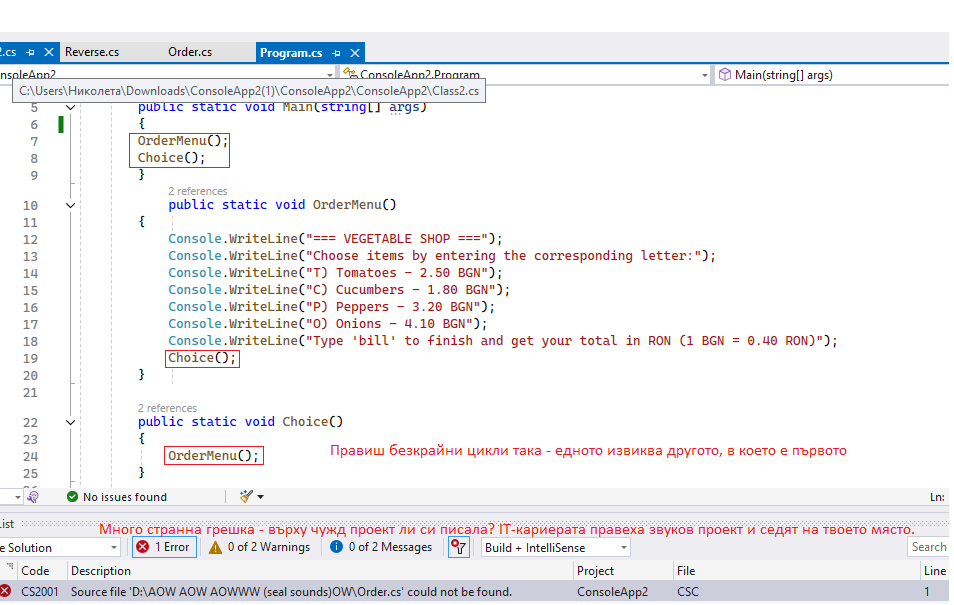 2.cs
Reverse.cs
Order.cs
Program.cs
ConsoleApp2.Program
Main(string[] args)
C:\Users\Николета\Downloads\ConsoleApp2(1)\ConsoleApp2\ConsoleApp2\Class2.cs
5 public static void Main(string[] args)
6 {
7 OrderMenu();
8 Choice();
9 }
2 references
10 public static void OrderMenu()
11 {
12 Console.WriteLine("=== VEGETABLE SHOP ===");
13 Console.WriteLine("Choose items by entering the corresponding letter:");
14 Console.WriteLine("T) Tomatoes - 2.50 BGN");
15 Console.WriteLine("C) Cucumbers - 1.80 BGN");
16 Console.WriteLine("P) Peppers - 3.20 BGN");
17 Console.WriteLine("O) Onions - 4.10 BGN");
18 Console.WriteLine("Type 'bill' to finish and get your total in RON (1 BGN = 0.40 RON)");
19 Choice();
20 }
21
2 references
22 public static void Choice()
23 {
24 OrderMenu();
Правиш безкрайни цикли така - едното извиква другото, в което е първото
25 }
No issues found
Ln:
List
Много странна грешка - върху чужд проект ли си писала? IT-кариерата правеха звуков проект и седят на твоето място.
e Solution
1 Error
0 of 2 Warnings
0 of 2 Messages
Build + IntelliSense
Search
Code Description Project File Line
CS2001 Source file 'D:\AOW AOW AOWWW (seal sounds)OW\Order.cs' could not be found. ConsoleApp2 CSC 1